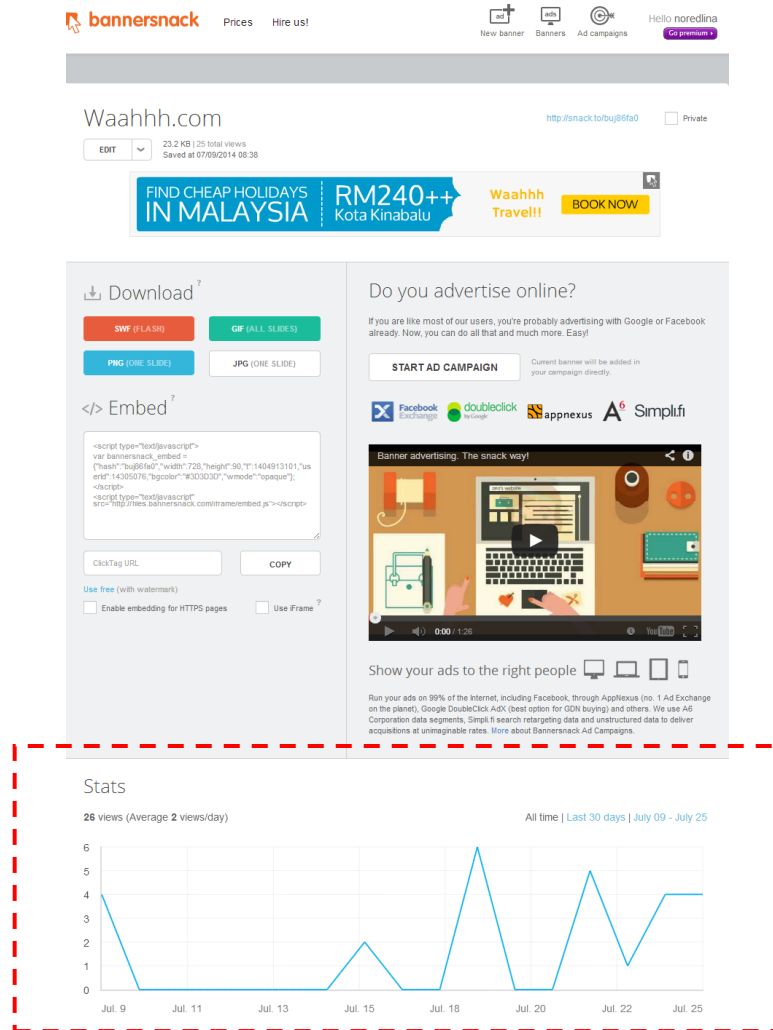 bannersnack Prices Hire us! New banner Banners Ad campaigns Hello noredlina
Go premium
Waahhh.com
http://snack.to/buj86fa0 Private
EDIT
23.2 KB | 25 total views
Saved at 07/09/2014 08:38
FIND CHEAP HOLIDAYS
IN MALAYSIA
RM240++
Kota Kinabalu
Waahhh
Travel!!
BOOK NOW
Download ?
SWF (FLASH) GIF (ALL SLIDES)
PNG (ONE SLIDE) JPG (ONE SLIDE)
</> Embed ?
<script type="text/javascript">
var bannersnack_embed =
{"hash":"buj86fa0","width":728,"height":90,"t":1404913101,"us
erId":14305076,"bgcolor":"#3D3D3D","wmode":"opaque"};
</script>
<script type="text/javascript"
src="http://files.bannersnack.com/iframe/embed.js"></script>
ClickTag URL COPY
Use free (with watermark)
Enable embedding for HTTPS pages Use iFrame ?
Do you advertise online?
If you are like most of our users, you're probably advertising with Google or Facebook
already. Now, you can do all that and much more. Easy!
START AD CAMPAIGN
Current banner will be added in
your campaign directly.
Facebook
Exchange
doubleclick
by Google
appnexus
A6
Simpli.fi
Banner advertising. The snack way!
0:00 / 1:26 YouTube
Show your ads to the right people
Run your ads on 99% of the Internet, including Facebook, through AppNexus (no. 1 Ad Exchange
on the planet), Google DoubleClick AdX (best option for GDN buying) and others. We use A6
Corporation data segments, Simpli.fi search retargeting data and unstructured data to deliver
acquisitions at unimaginable rates. More about Bannersnack Ad Campaigns.
Stats
26 views (Average 2 views/day) All time | Last 30 days | July 09 - July 25
6
5
4
3
2
1
0
Jul. 9 Jul. 11 Jul. 13 Jul. 15 Jul. 18 Jul. 20 Jul. 22 Jul. 25